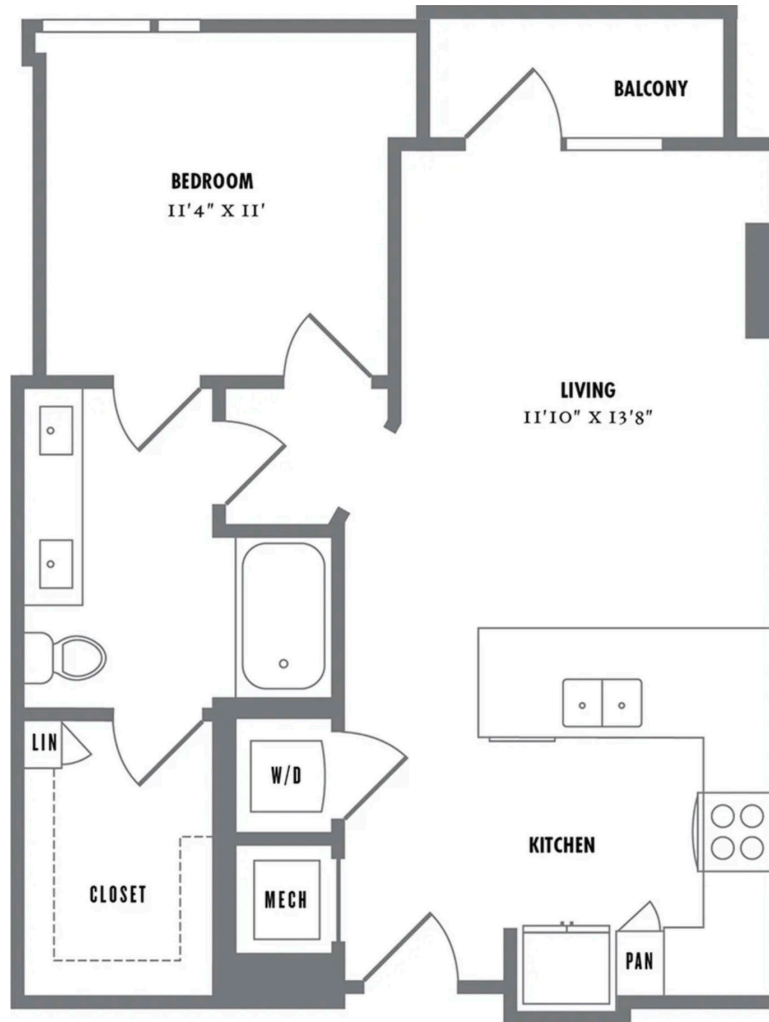 BALCONY
BEDROOM
11'4" X 11'
LIVING
11'10" X 13'8"
LIN
W/D
KITCHEN
CLOSET
MECH
PAN